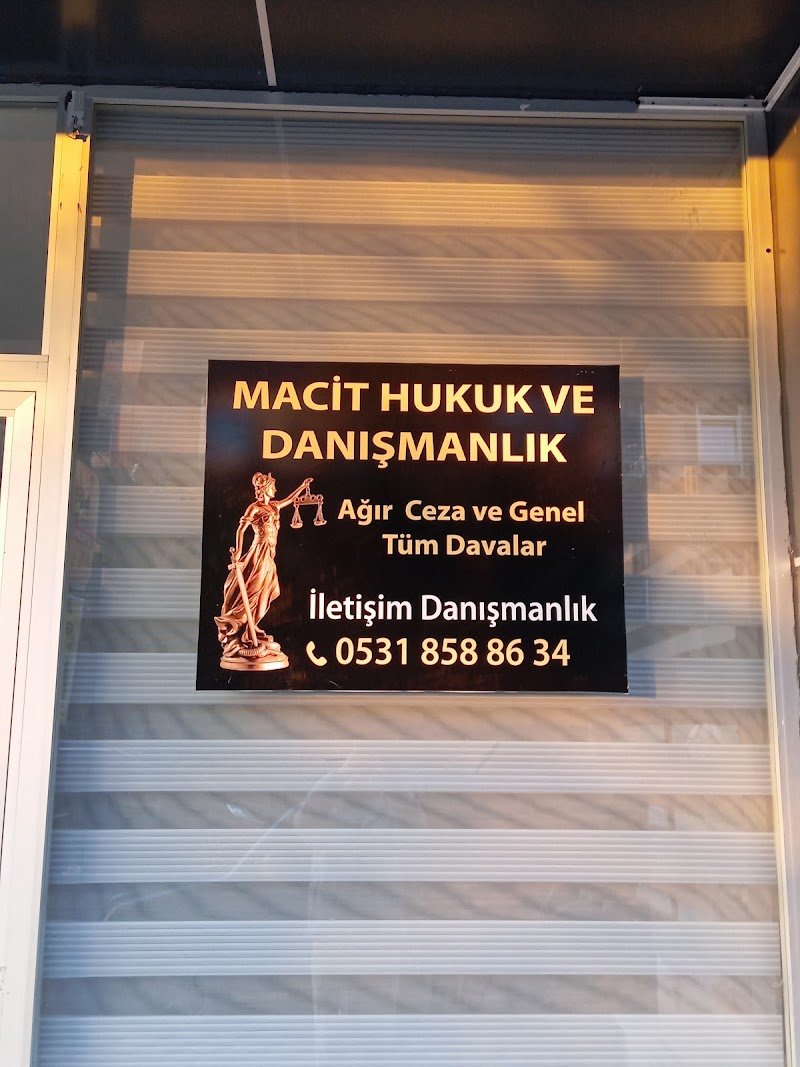 MACİT HUKUK VE
DANIŞMANLIK
Ağır Ceza ve Genel
Tüm Davalar
İletişim Danışmanlık
0531 858 86 34